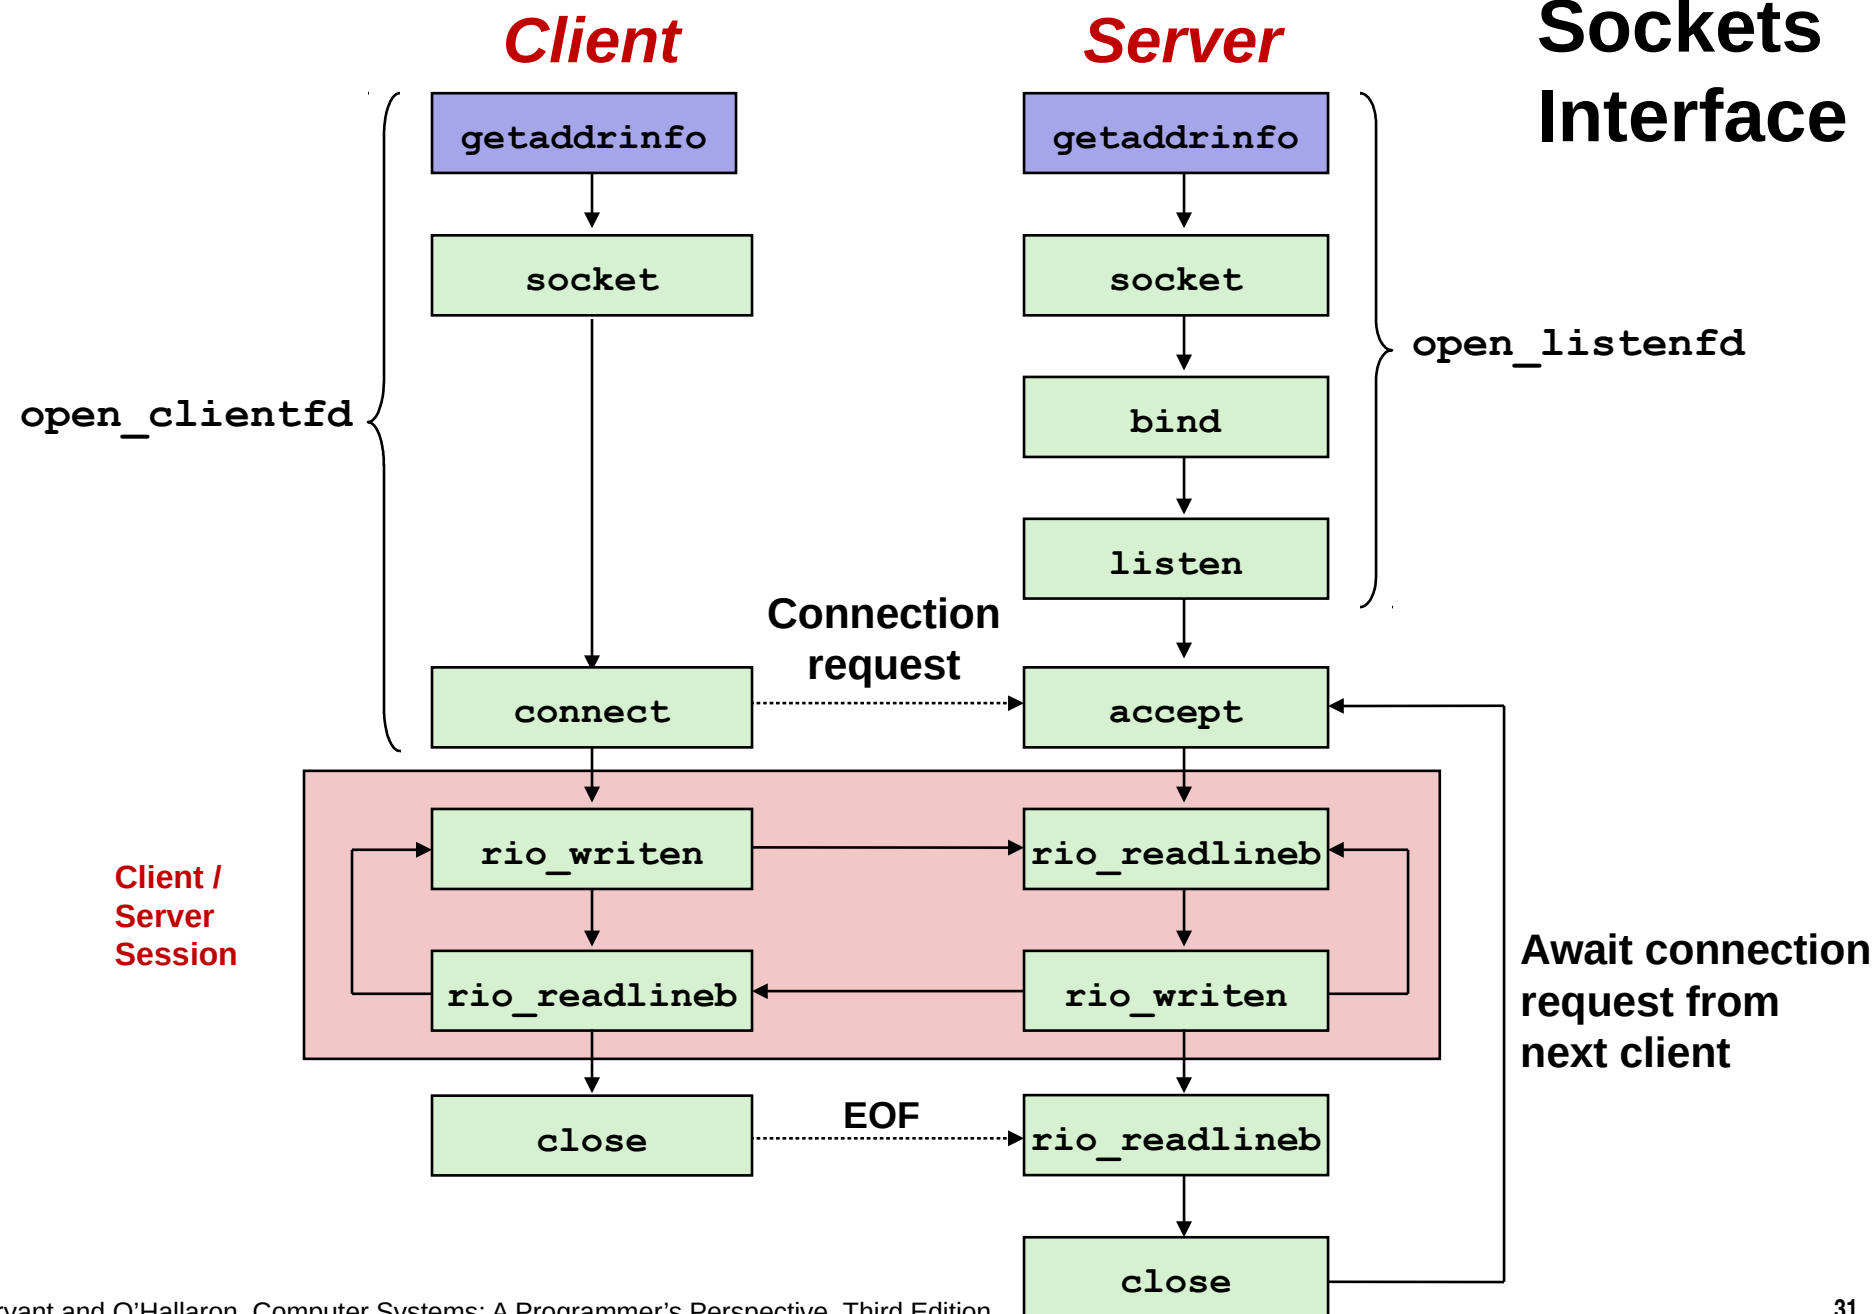 Client
Server
Sockets
Interface
getaddrinfo
getaddrinfo
socket
socket
open_listenfd
open_clientfd
bind
listen
Connection
request
connect
accept
Client /
Server
Session
rio_writen
rio_readlineb
rio_readlineb
rio_writen
Await connection
request from
next client
close
EOF
rio_readlineb
close
and O'Hallaron, Computer Systems: A Programmer's Perspective, Third Edition
31